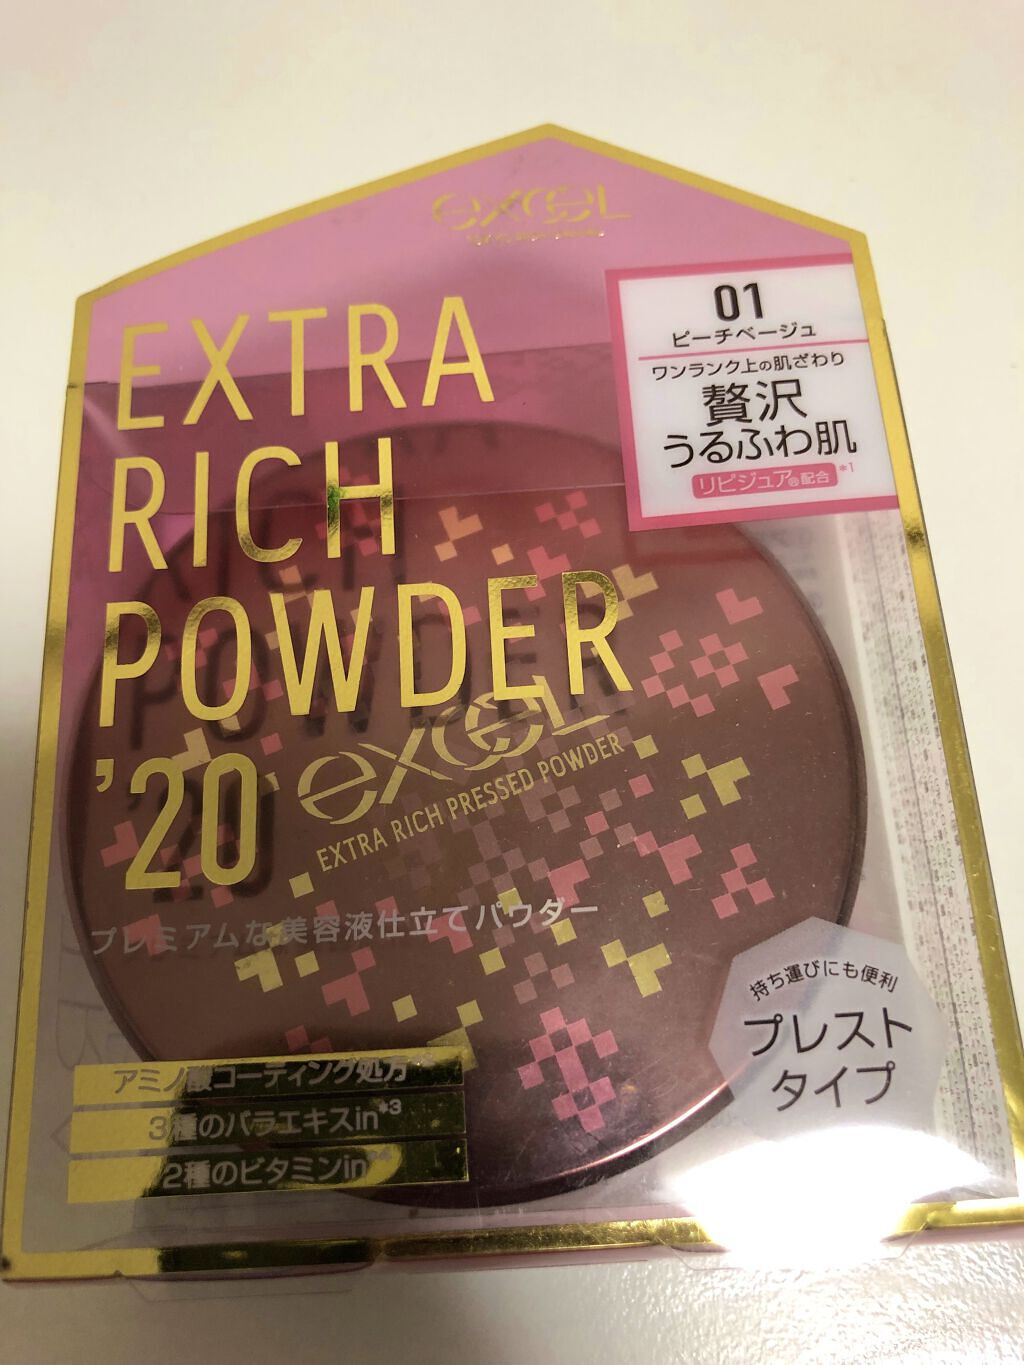 excel
01
ピーチベージュ
ワンランク上の肌ざわり
贅沢
うるふわ肌
リピジュア®配合*1
EXTRA
RICH
POWDER
'20
excel
EXTRA RICH PRESSED POWDER
プレミアムな美容液仕立てパウダー
持ち運びにも便利
プレスト
タイプ
アミノ酸コーティング処方
3種のバラエキスin*3
2種のビタミンin*4